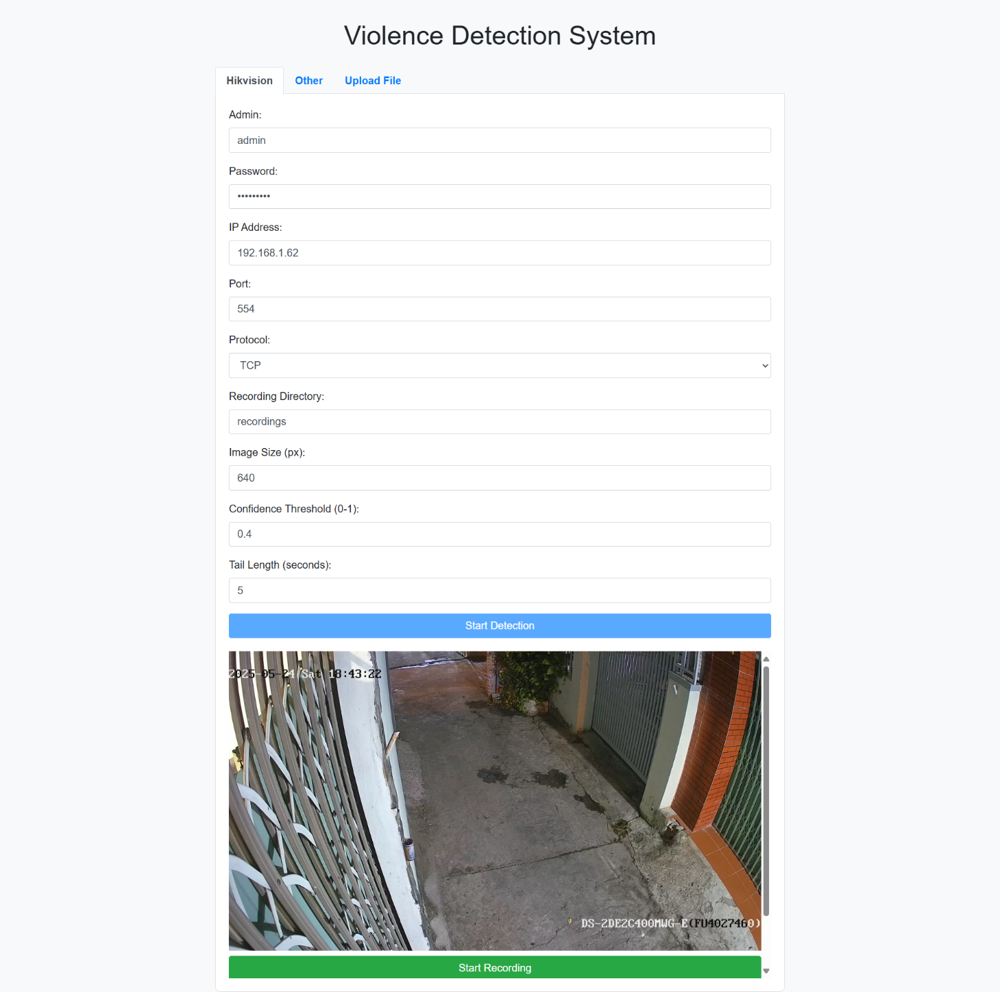 Violence Detection System
Hikvision Other Upload File
Admin:
admin
Password:
•••••••••
IP Address:
192.168.1.62
Port:
554
Protocol:
TCP
Recording Directory:
recordings
Image Size (px):
640
Confidence Threshold (0-1):
0.4
Tail Length (seconds):
5
Start Detection
2025-05-24 Sat 18:43:22
DS-2DE2C400MWG-E(FU4027460)
Start Recording